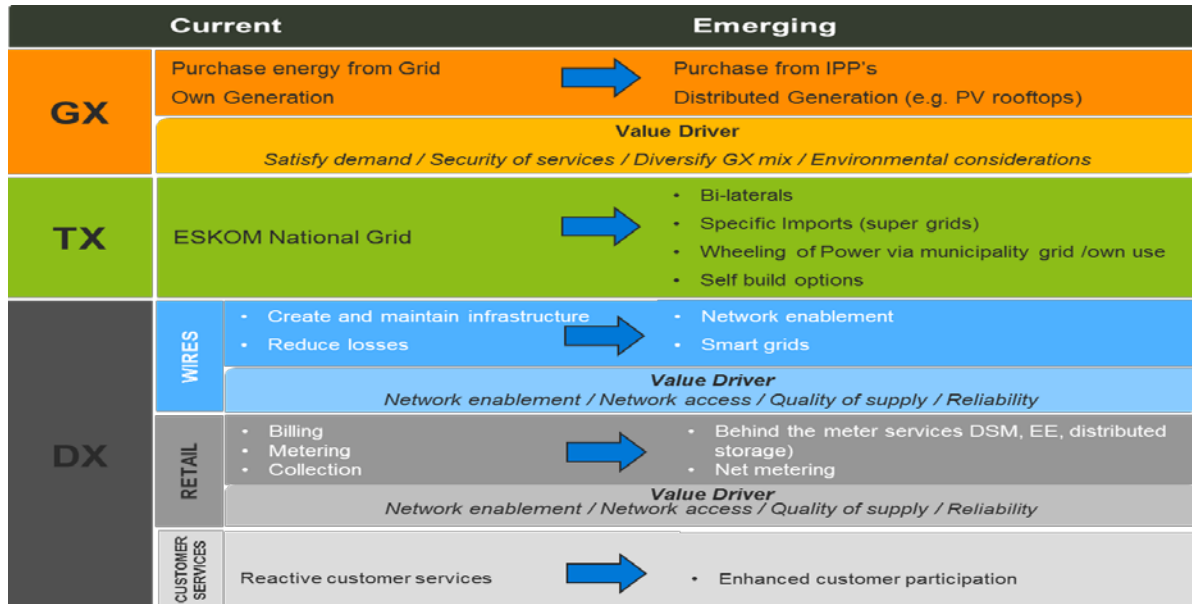 Current Emerging
GX
Purchase energy from Grid
Own Generation
Purchase from IPP's
Distributed Generation (e.g. PV rooftops)
Value Driver
Satisfy demand / Security of services / Diversify GX mix / Environmental considerations
TX
ESKOM National Grid
• Bi-laterals
• Specific Imports (super grids)
• Wheeling of Power via municipality grid /own use
• Self build options
DX
WIRES
• Create and maintain infrastructure
• Reduce losses
• Network enablement
• Smart grids
Value Driver
Network enablement / Network access / Quality of supply / Reliability
RETAIL
• Billing
• Metering
• Collection
• Behind the meter services DSM, EE, distributed
storage)
• Net metering
Value Driver
Network enablement / Network access / Quality of supply / Reliability
CUSTOMER
SERVICES
Reactive customer services
• Enhanced customer participation